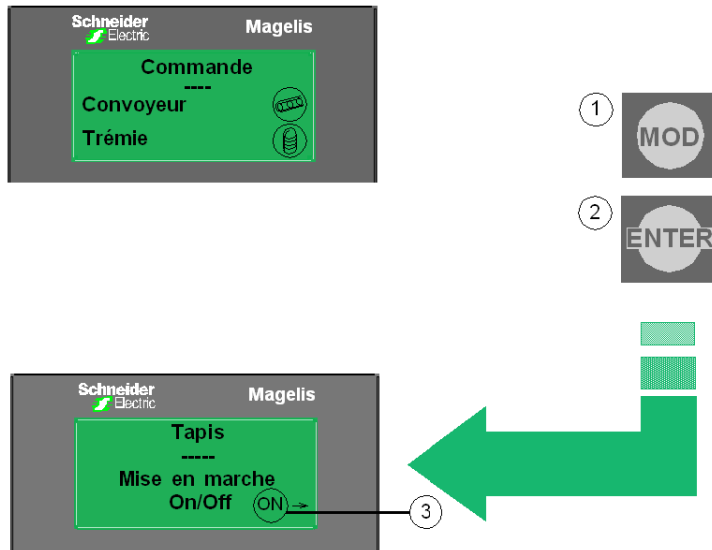 Schneider
Electric
Magelis
Commande
----
Convoyeur
Trémie
1
MOD
2
ENTER
Schneider
Electric
Magelis
Tapis
-----
Mise en marche
On/Off ON →
3